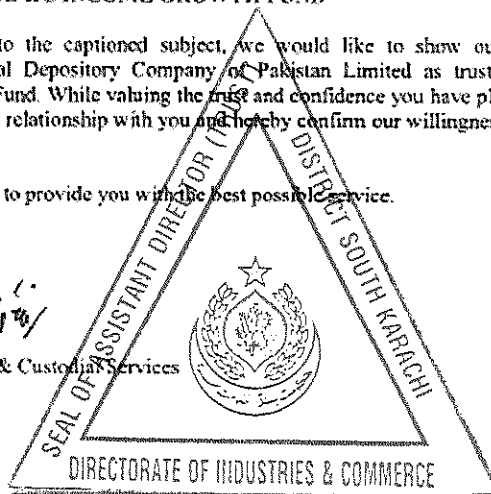 INCOME GROWTH FUND
to the captioned subject, we would like to show ou
al Depository Company of Pakistan Limited as trust
Fund. While valuing the trust and confidence you have pl
relationship with you and hereby confirm our willingne
to provide you with the best possible service.
& Custodial Services
SEAL OF ASSISTANT DIRECTOR
DISTRICT SOUTH KARACHI
DIRECTORATE OF INDUSTRIES & COMMERCE